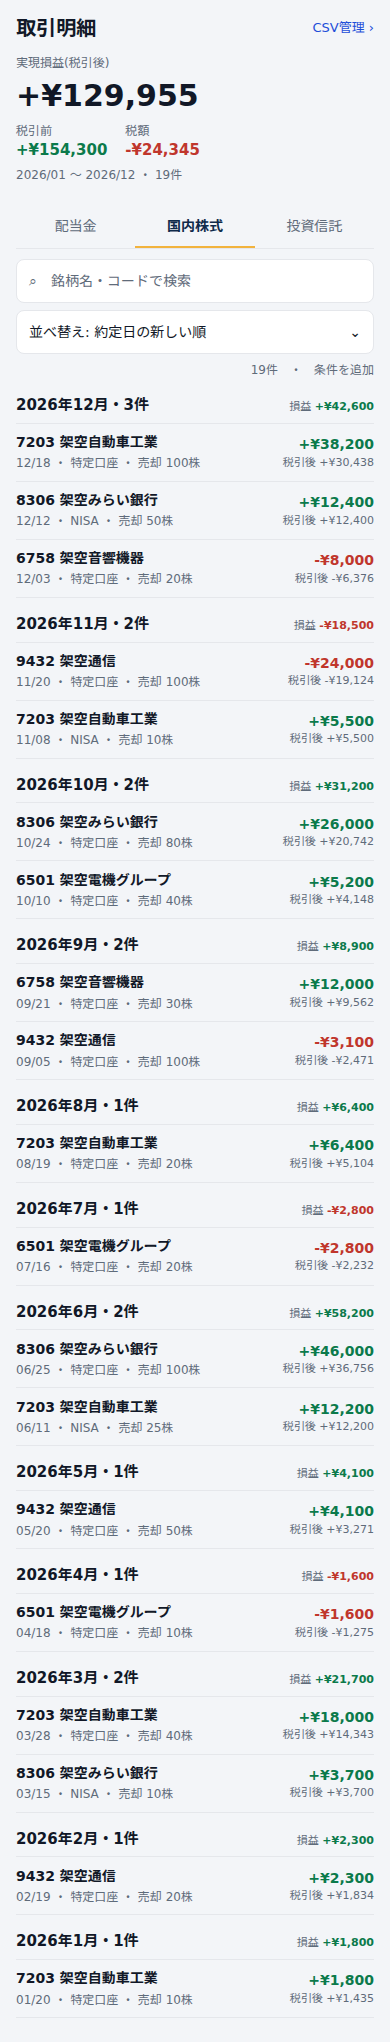 取引明細 CSV管理 ›
実現損益(税引後)
+¥129,955
税引前 税額
+¥154,300 -¥24,345
2026/01 〜 2026/12 ・ 19件
配当金 国内株式 投資信託
銘柄名・コードで検索
並べ替え: 約定日の新しい順
19件 ・ 条件を追加
2026年12月・3件 損益 +¥42,600
7203 架空自動車工業 +¥38,200
12/18 ・ 特定口座 ・ 売却 100株 税引後 +¥30,438
8306 架空みらい銀行 +¥12,400
12/12 ・ NISA ・ 売却 50株 税引後 +¥12,400
6758 架空音響機器 -¥8,000
12/03 ・ 特定口座 ・ 売却 20株 税引後 -¥6,376
2026年11月・2件 損益 -¥18,500
9432 架空通信 -¥24,000
11/20 ・ 特定口座 ・ 売却 100株 税引後 -¥19,124
7203 架空自動車工業 +¥5,500
11/08 ・ NISA ・ 売却 10株 税引後 +¥5,500
2026年10月・2件 損益 +¥31,200
8306 架空みらい銀行 +¥26,000
10/24 ・ 特定口座 ・ 売却 80株 税引後 +¥20,742
6501 架空電機グループ +¥5,200
10/10 ・ 特定口座 ・ 売却 40株 税引後 +¥4,148
2026年9月・2件 損益 +¥8,900
6758 架空音響機器 +¥12,000
09/21 ・ 特定口座 ・ 売却 30株 税引後 +¥9,562
9432 架空通信 -¥3,100
09/05 ・ 特定口座 ・ 売却 100株 税引後 -¥2,471
2026年8月・1件 損益 +¥6,400
7203 架空自動車工業 +¥6,400
08/19 ・ 特定口座 ・ 売却 20株 税引後 +¥5,104
2026年7月・1件 損益 -¥2,800
6501 架空電機グループ -¥2,800
07/16 ・ 特定口座 ・ 売却 20株 税引後 -¥2,232
2026年6月・2件 損益 +¥58,200
8306 架空みらい銀行 +¥46,000
06/25 ・ 特定口座 ・ 売却 100株 税引後 +¥36,756
7203 架空自動車工業 +¥12,200
06/11 ・ NISA ・ 売却 25株 税引後 +¥12,200
2026年5月・1件 損益 +¥4,100
9432 架空通信 +¥4,100
05/20 ・ 特定口座 ・ 売却 50株 税引後 +¥3,271
2026年4月・1件 損益 -¥1,600
6501 架空電機グループ -¥1,600
04/18 ・ 特定口座 ・ 売却 10株 税引後 -¥1,275
2026年3月・2件 損益 +¥21,700
7203 架空自動車工業 +¥18,000
03/28 ・ 特定口座 ・ 売却 40株 税引後 +¥14,343
8306 架空みらい銀行 +¥3,700
03/15 ・ NISA ・ 売却 10株 税引後 +¥3,700
2026年2月・1件 損益 +¥2,300
9432 架空通信 +¥2,300
02/19 ・ 特定口座 ・ 売却 20株 税引後 +¥1,834
2026年1月・1件 損益 +¥1,800
7203 架空自動車工業 +¥1,800
01/20 ・ 特定口座 ・ 売却 10株 税引後 +¥1,435